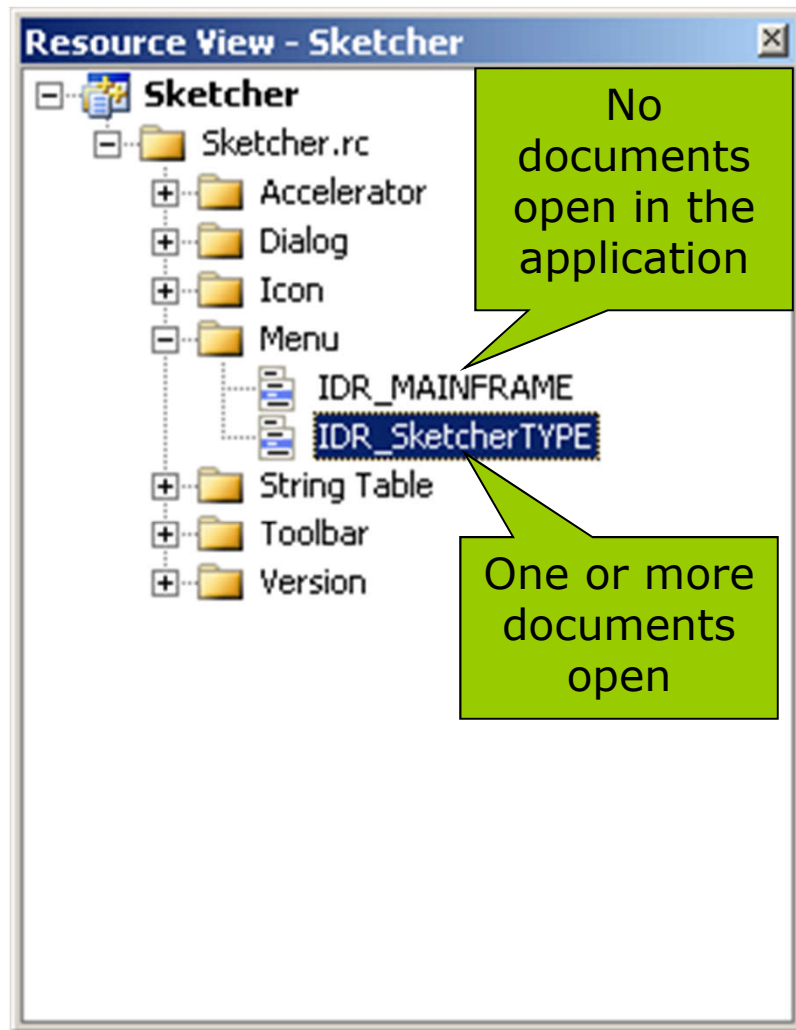 Resource View - Sketcher
Sketcher
Sketcher.rc
Accelerator
Dialog
Icon
Menu
IDR_MAINFRAME
IDR_SketcherTYPE
String Table
Toolbar
Version
No
documents
open in the
application
One or more
documents
open